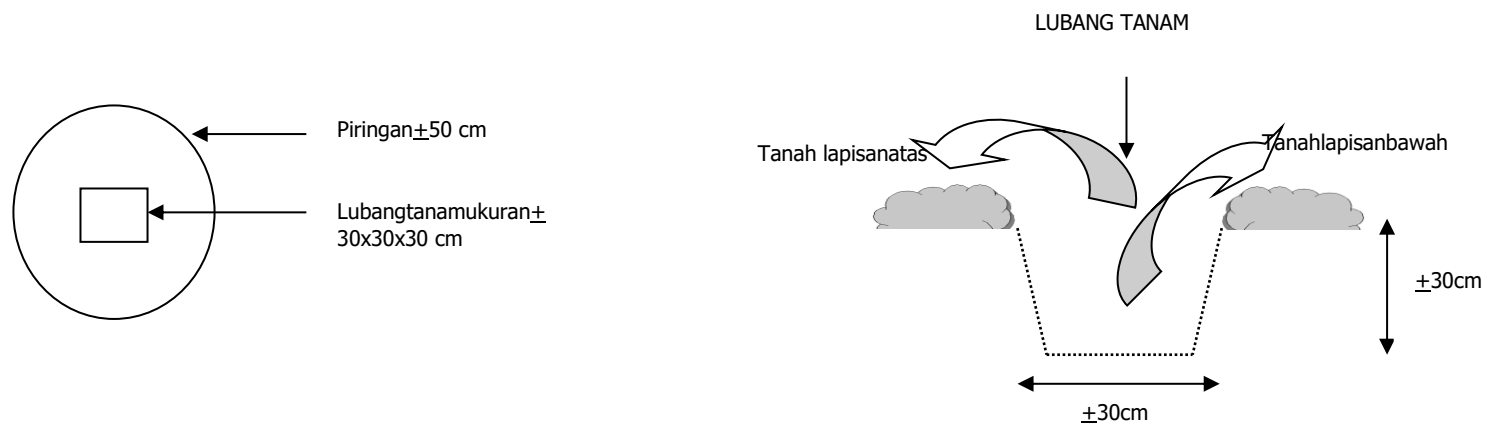 LUBANG TANAM
Piringan±50 cm
Lubangtanamukuran±
30x30x30 cm
Tanah lapisanatas
Tanahlapisanbawah
±30cm
±30cm